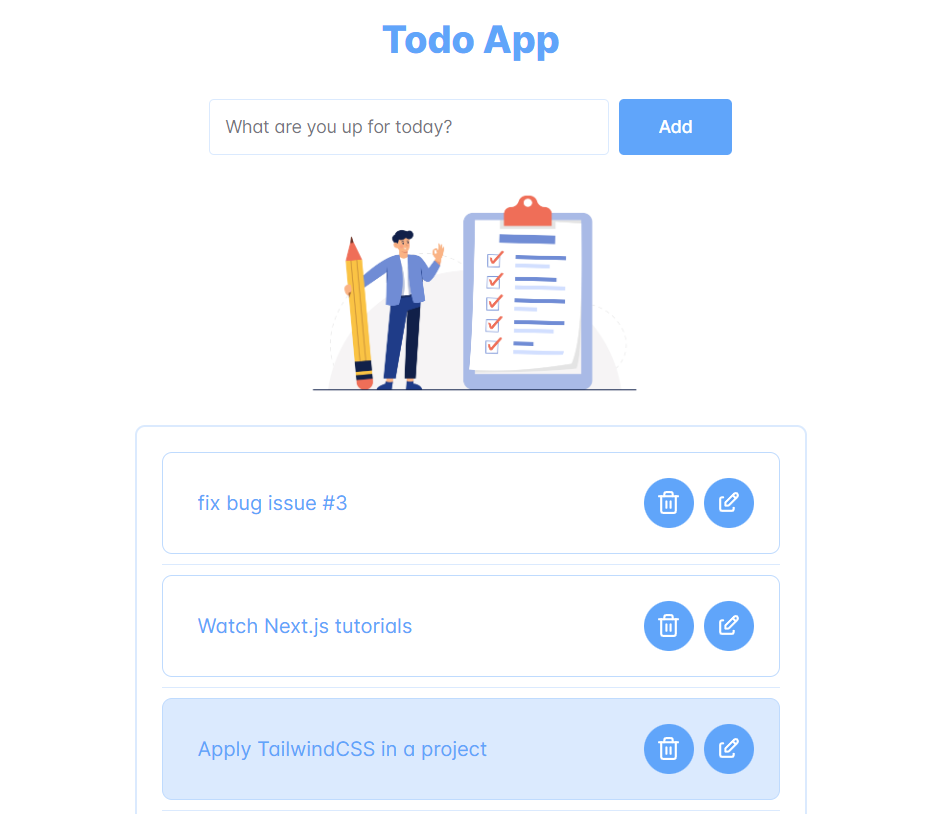 Todo App
What are you up for today?
Add
fix bug issue #3
Watch Next.js tutorials
Apply TailwindCSS in a project